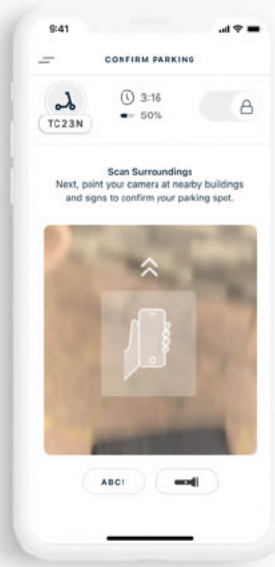 9:41
CONFIRM PARKING
3:16
TC23N
50%
Scan Surroundings
Next, point your camera at nearby buildings
and signs to confirm your parking spot.
ABC!